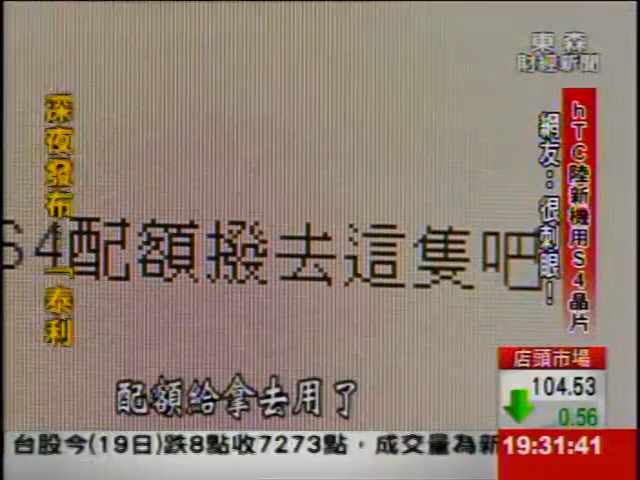 東森
財經新聞
hTC陸新機用S4晶片
網友:很刺眼!
深夜發布 泰利
S4配額撥去這隻吧
配額給拿去用了
店頭市場
104.53
0.56
台股今(19日)跌8點收7273點,成交量為新
19:31:41